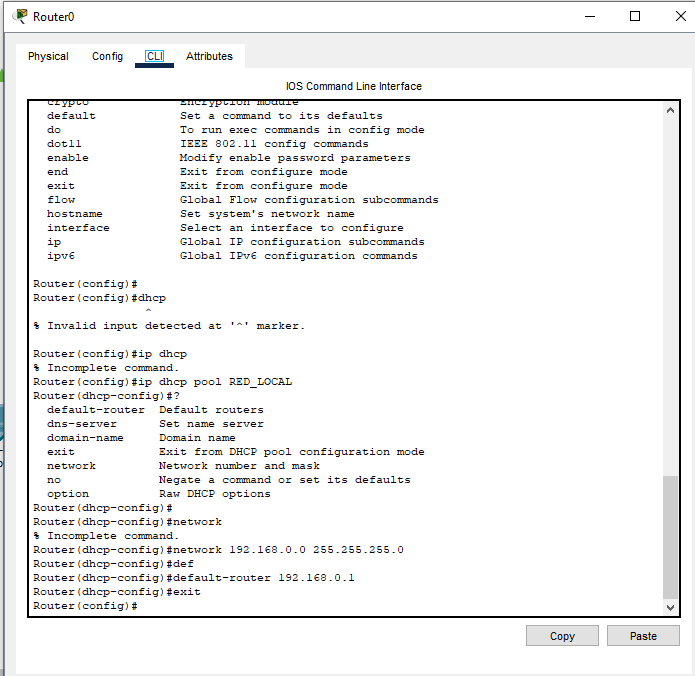 Router0
Physical Config CLI Attributes
IOS Command Line Interface
crypto Encryption module
default Set a command to its defaults
do To run exec commands in config mode
dot11 IEEE 802.11 config commands
enable Modify enable password parameters
end Exit from configure mode
exit Exit from configure mode
flow Global Flow configuration subcommands
hostname Set system's network name
interface Select an interface to configure
ip Global IP configuration subcommands
ipv6 Global IPv6 configuration commands
Router(config)#
Router(config)#dhcp
^
% Invalid input detected at '^' marker.
Router(config)#ip dhcp
% Incomplete command.
Router(config)#ip dhcp pool RED_LOCAL
Router(dhcp-config)#?
default-router Default routers
dns-server Set name server
domain-name Domain name
exit Exit from DHCP pool configuration mode
network Network number and mask
no Negate a command or set its defaults
option Raw DHCP options
Router(dhcp-config)#
Router(dhcp-config)#network
% Incomplete command.
Router(dhcp-config)#network 192.168.0.0 255.255.255.0
Router(dhcp-config)#def
Router(dhcp-config)#default-router 192.168.0.1
Router(dhcp-config)#exit
Router(config)#
Copy Paste